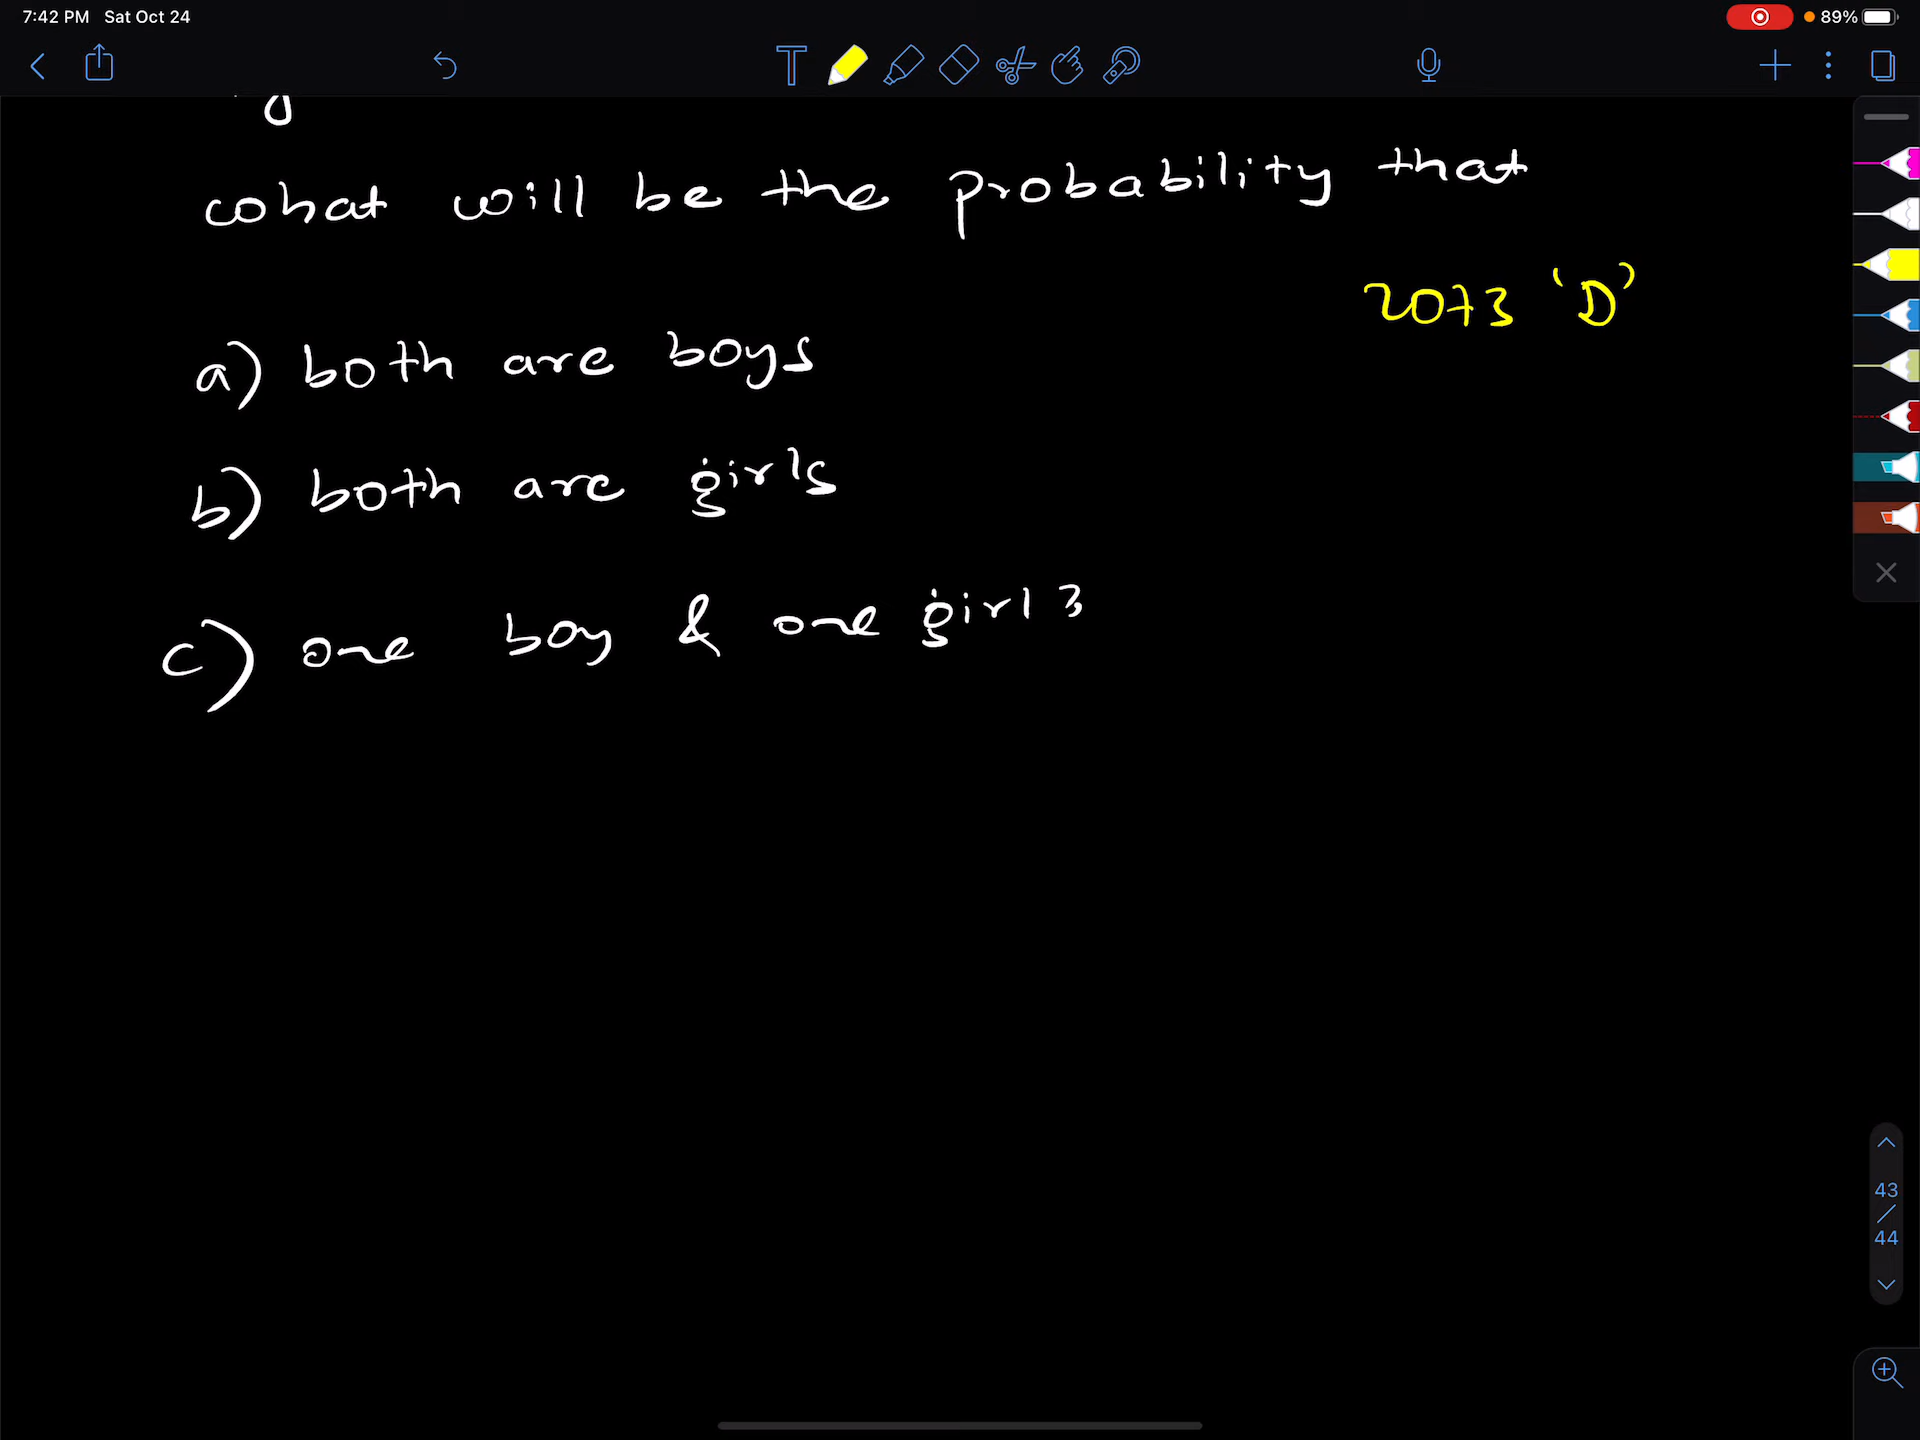 7:42 PM Sat Oct 24
89%
what will be the probability that
2073 'D'
a) both are boys
b) both are girls
c) one boy & one girl?
43
/
44